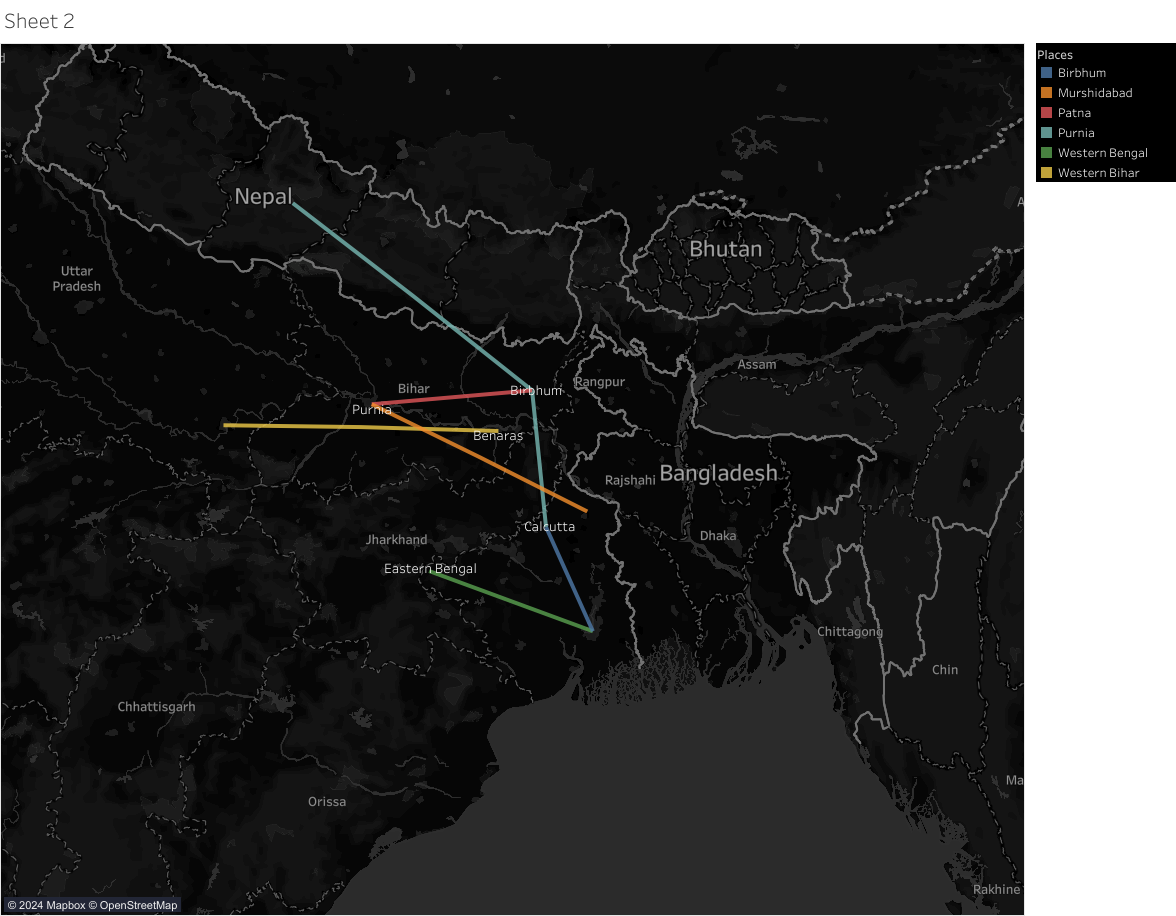 Sheet 2
Places
Birbhum
Murshidabad
Patna
Purnia
Western Bengal
Western Bihar
Nepal
Bhutan
Uttar
Pradesh
Assam
Bihar
Birbhum
Rangpur
Purnia
Benaras
Rajshahi
Bangladesh
Calcutta
Jharkhand
Dhaka
Eastern Bengal
Chittagong
Chin
Chhattisgarh
Orissa
Ma
Rakhine
A
d
© 2024 Mapbox © OpenStreetMap